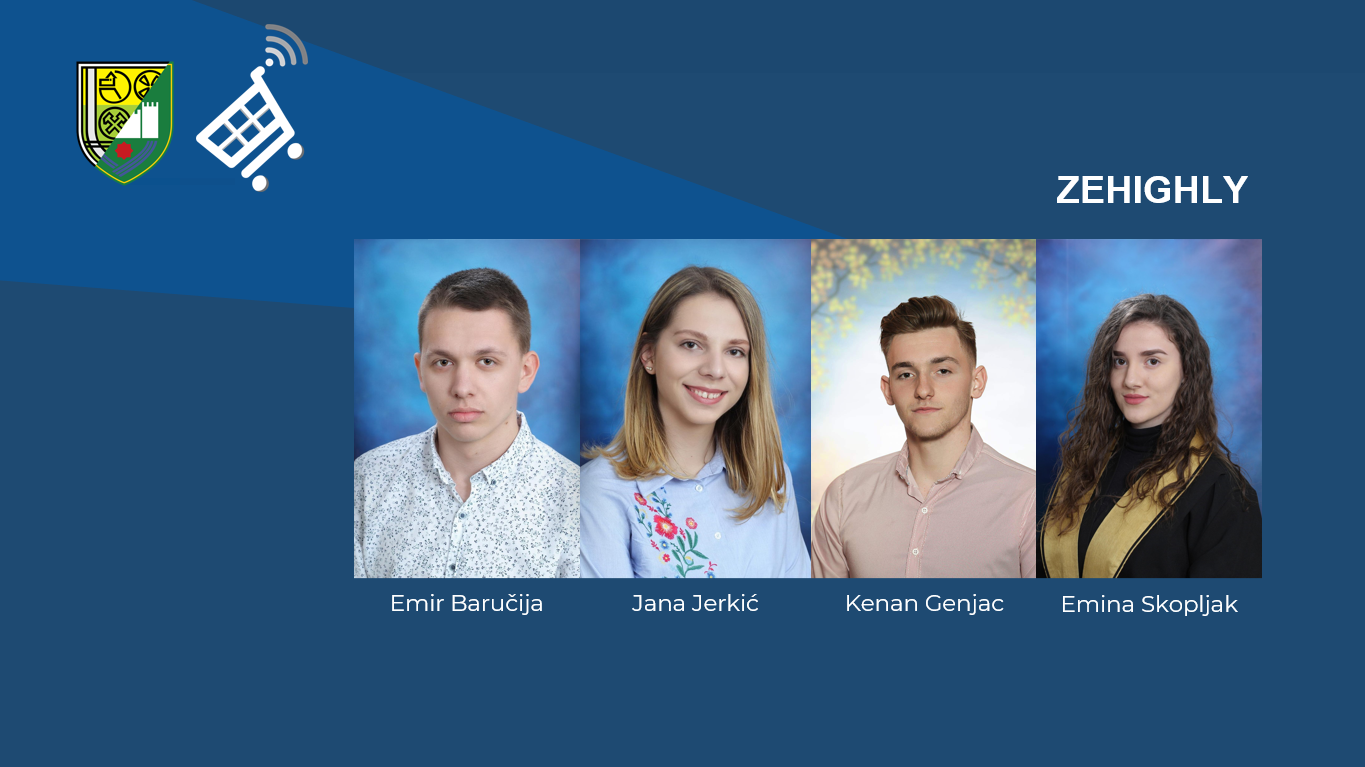 ZEHIGHLY
Emir Baručija
Jana Jerkić
Kenan Genjac
Emina Skopljak